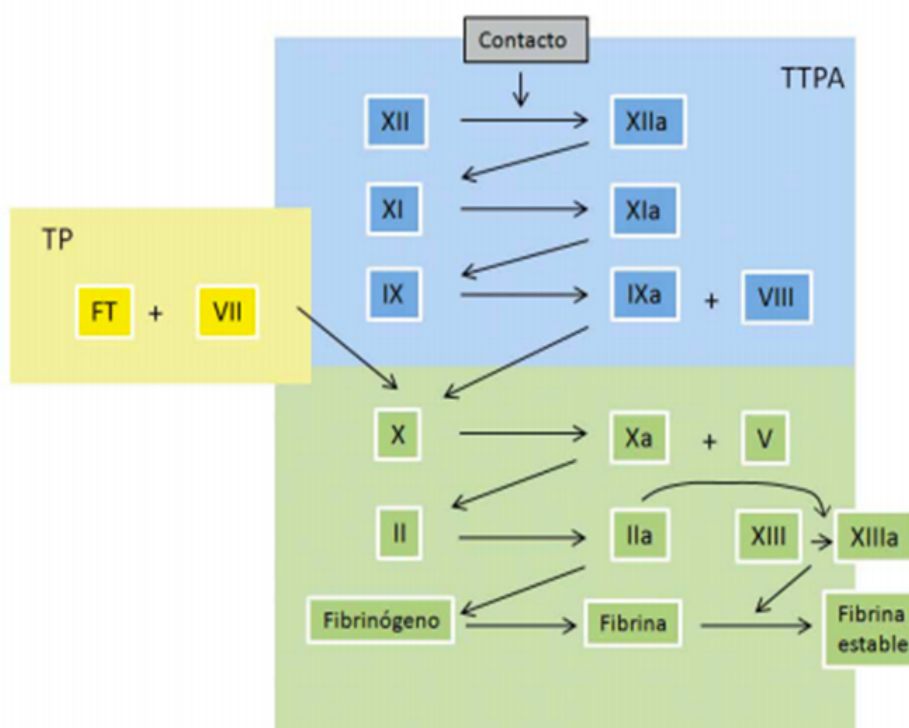 Contacto
TTPA
XII
XIIa
XI
XIa
TP
IX
IXa + VIII
FT + VII
X
Xa + V
II
IIa
XIII
XIIIa
Fibrinógeno
Fibrina
Fibrina
estable